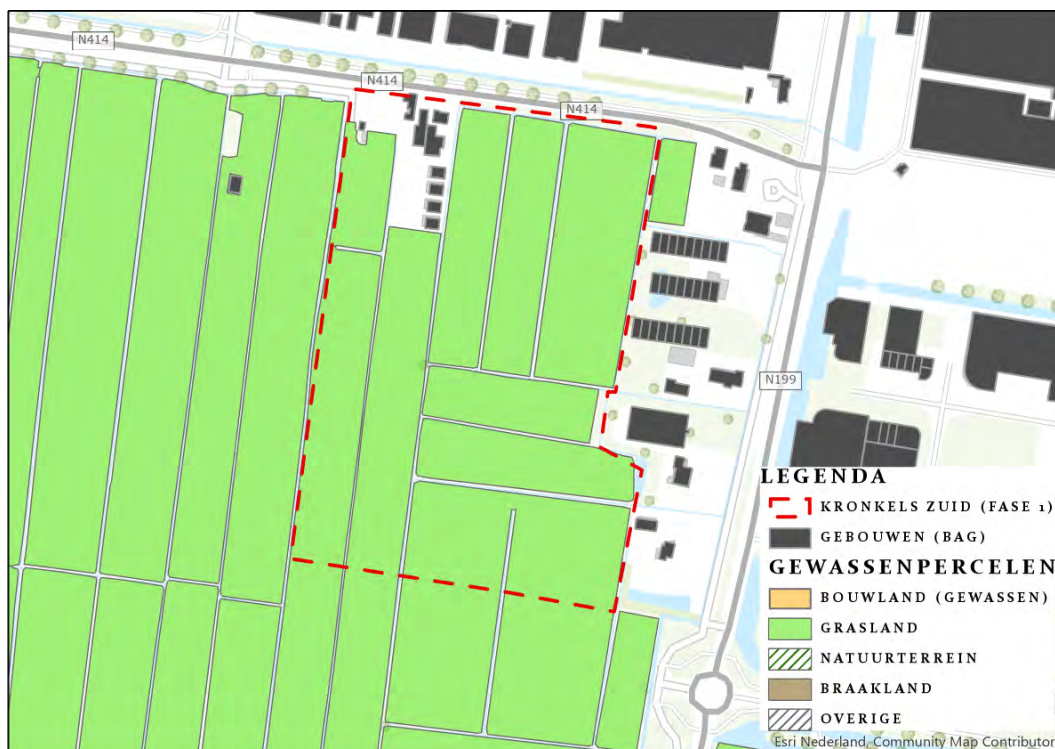 N414
N414
N414
N199
LEGENDA
KRONKELS ZUID (FASE 1)
GEBOUWEN (BAG)
GEWASSENPERCELEN
BOUWLAND (GEWASSEN)
GRASLAND
NATUURTERREIN
BRAAKLAND
OVERIGE
Esri Nederland, Community Map Contributor